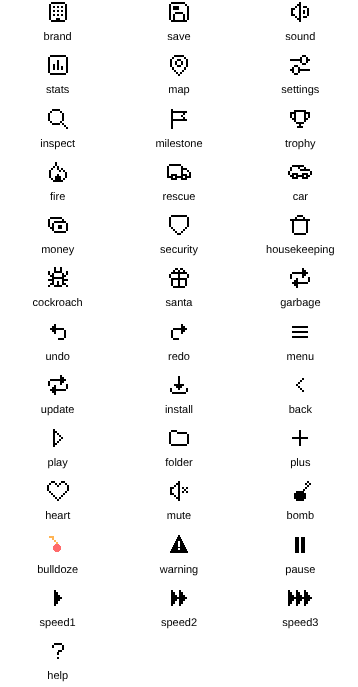 brand save sound
stats map settings
inspect milestone trophy
fire rescue car
money security housekeeping
cockroach santa garbage
undo redo menu
update install back
play folder plus
heart mute bomb
bulldoze warning pause
speed1 speed2 speed3
help